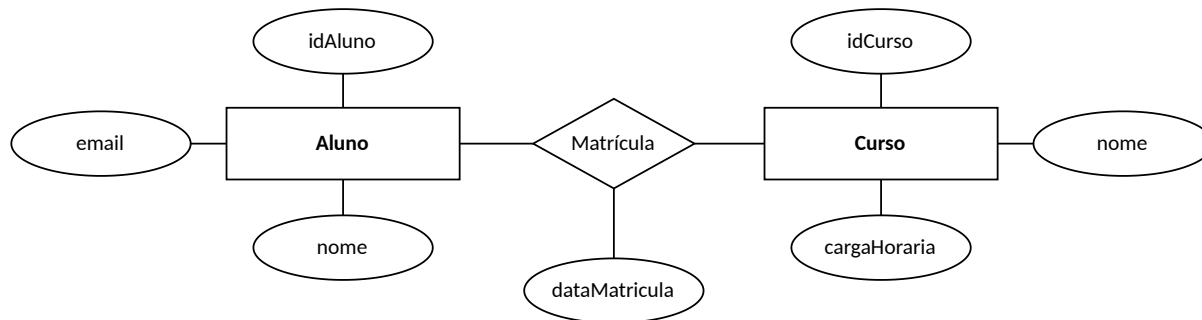 idAluno
idCurso
email
Aluno
Matrícula
Curso
nome
nome
cargaHoraria
dataMatricula